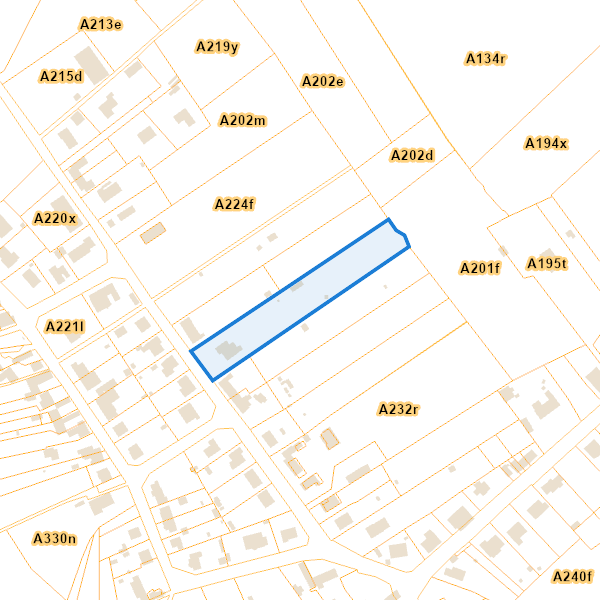 A213e
A219y
A134r
A215d
A202e
A202m
A194x
A202d
A224f
A220x
A201f
A195t
A221l
A232r
A330n
A240f